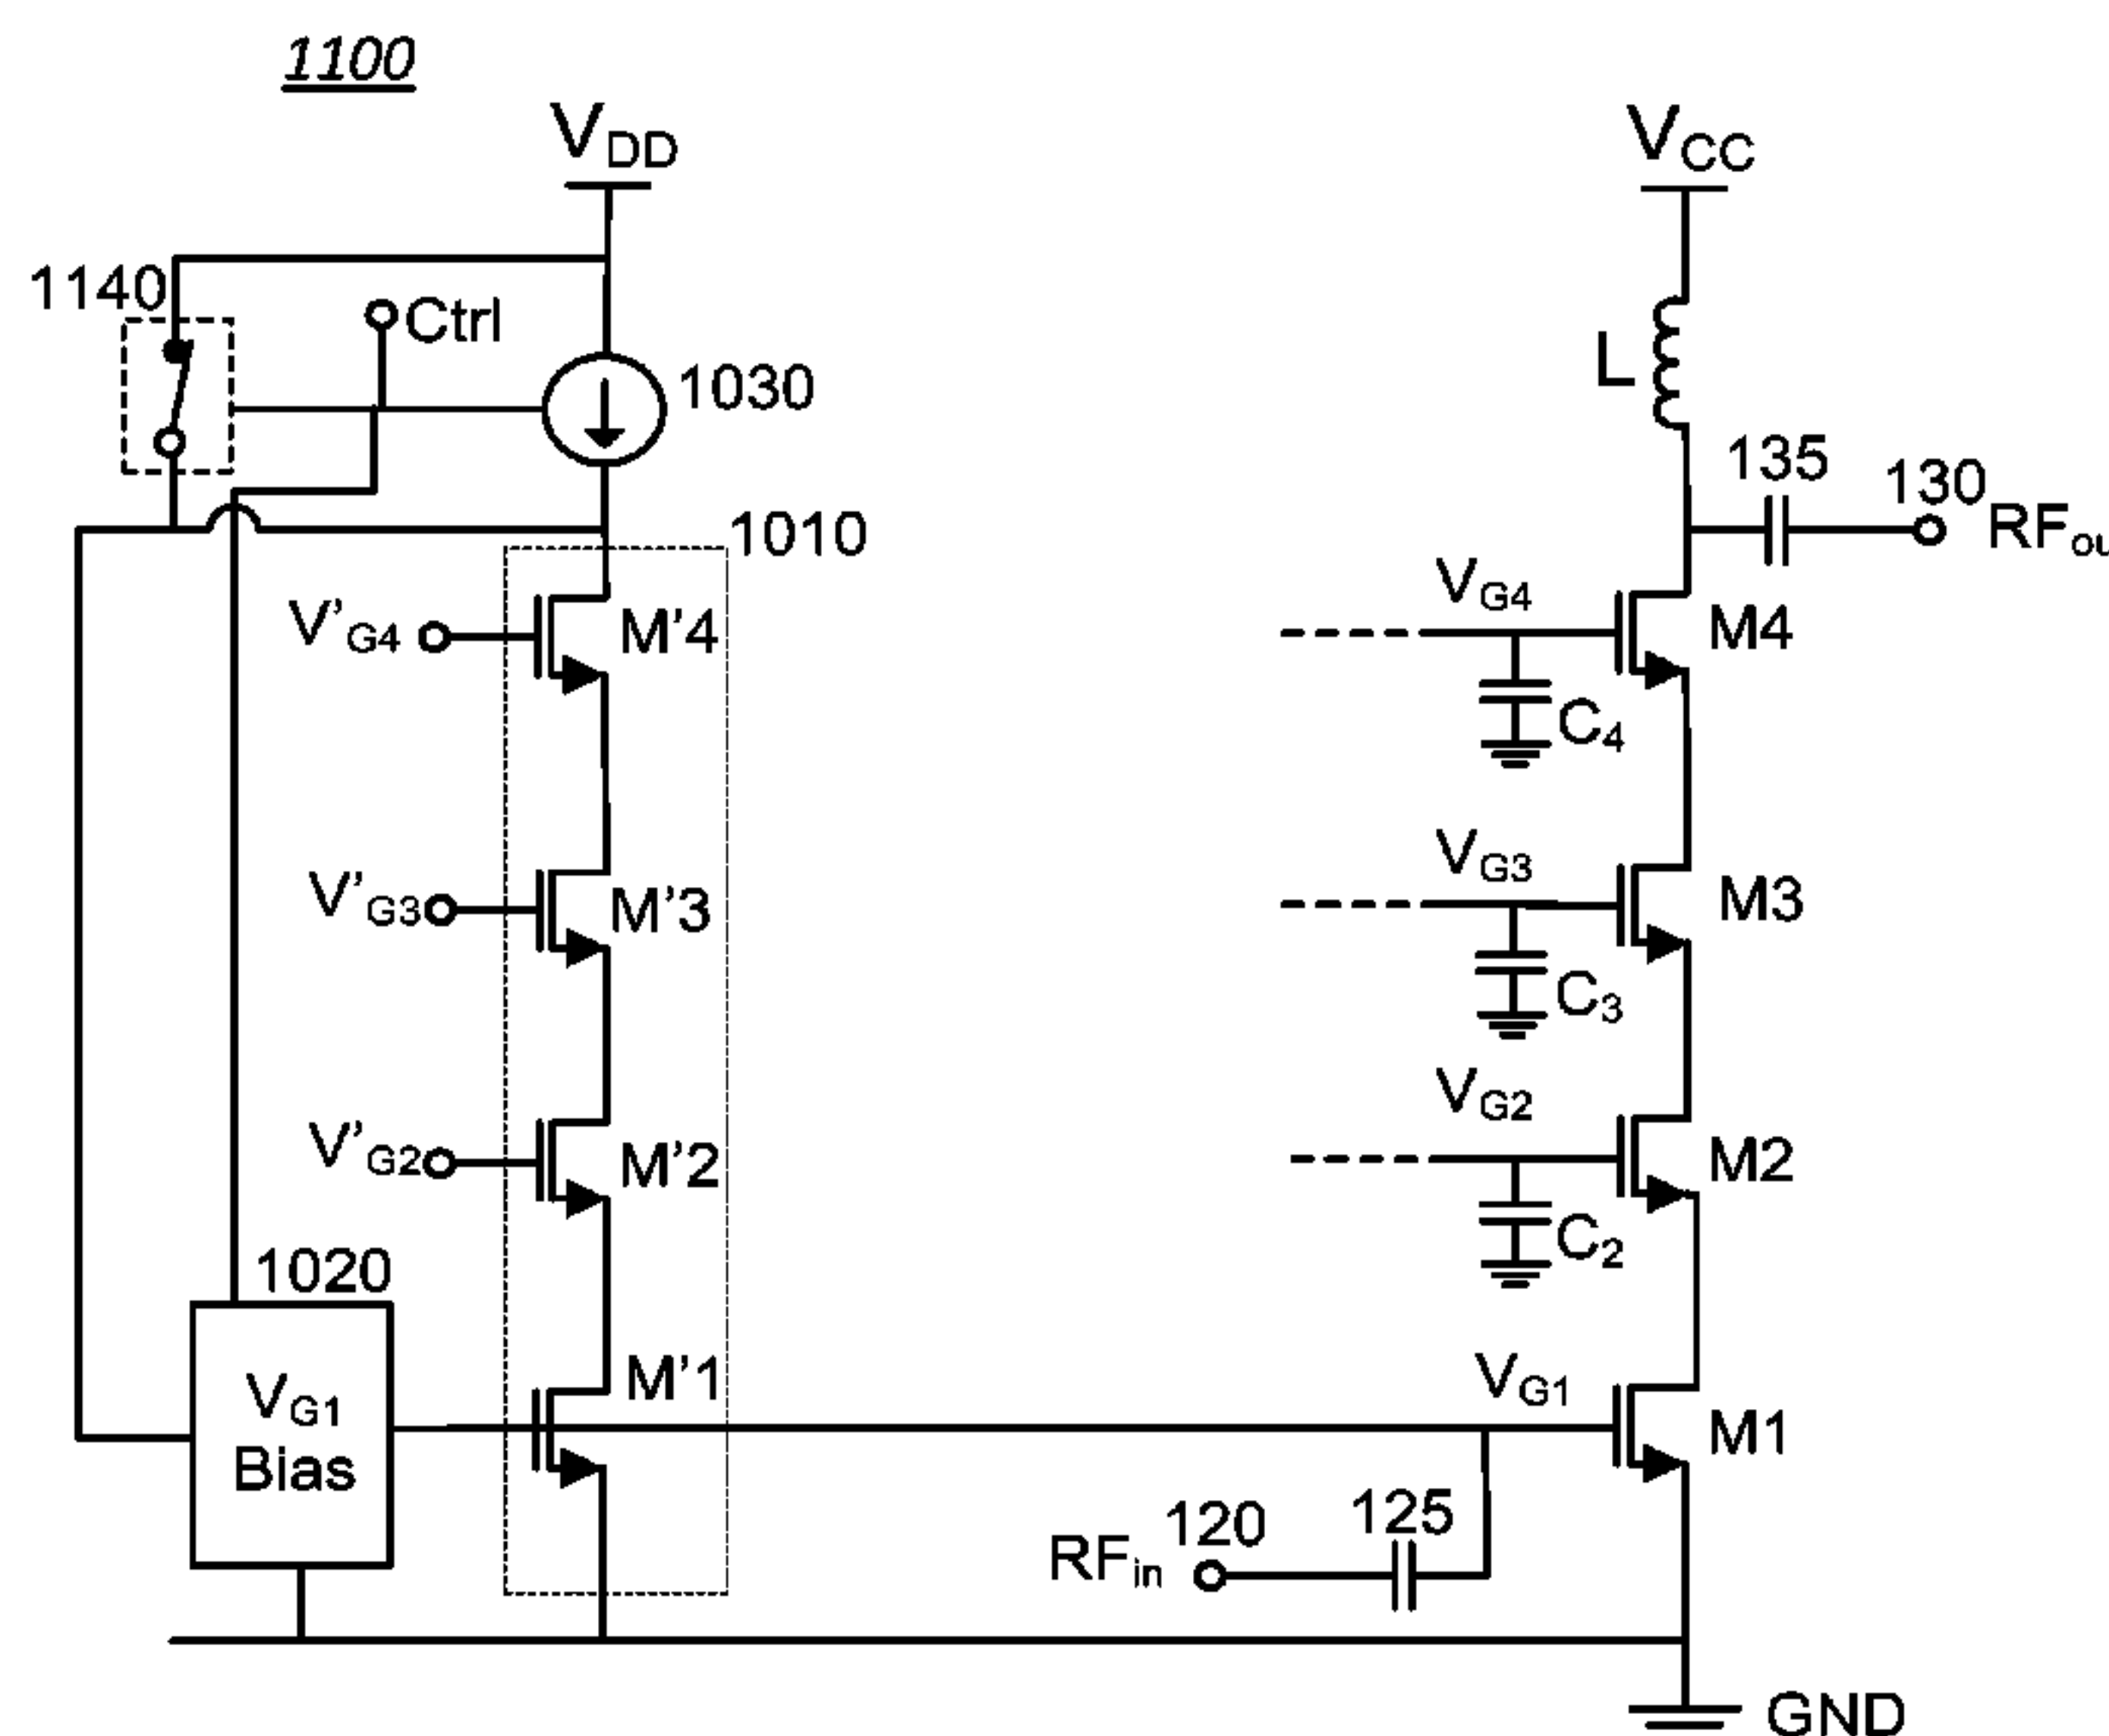 1100
VDD
VCC
1140
Ctrl
1030
L
135
130
RFou
1010
V'G4
M'4
VG4
M4
C4
V'G3
M'3
VG3
M3
C3
V'G2
M'2
VG2
M2
C2
1020
VG1
Bias
M'1
VG1
M1
RFin
120
125
GND